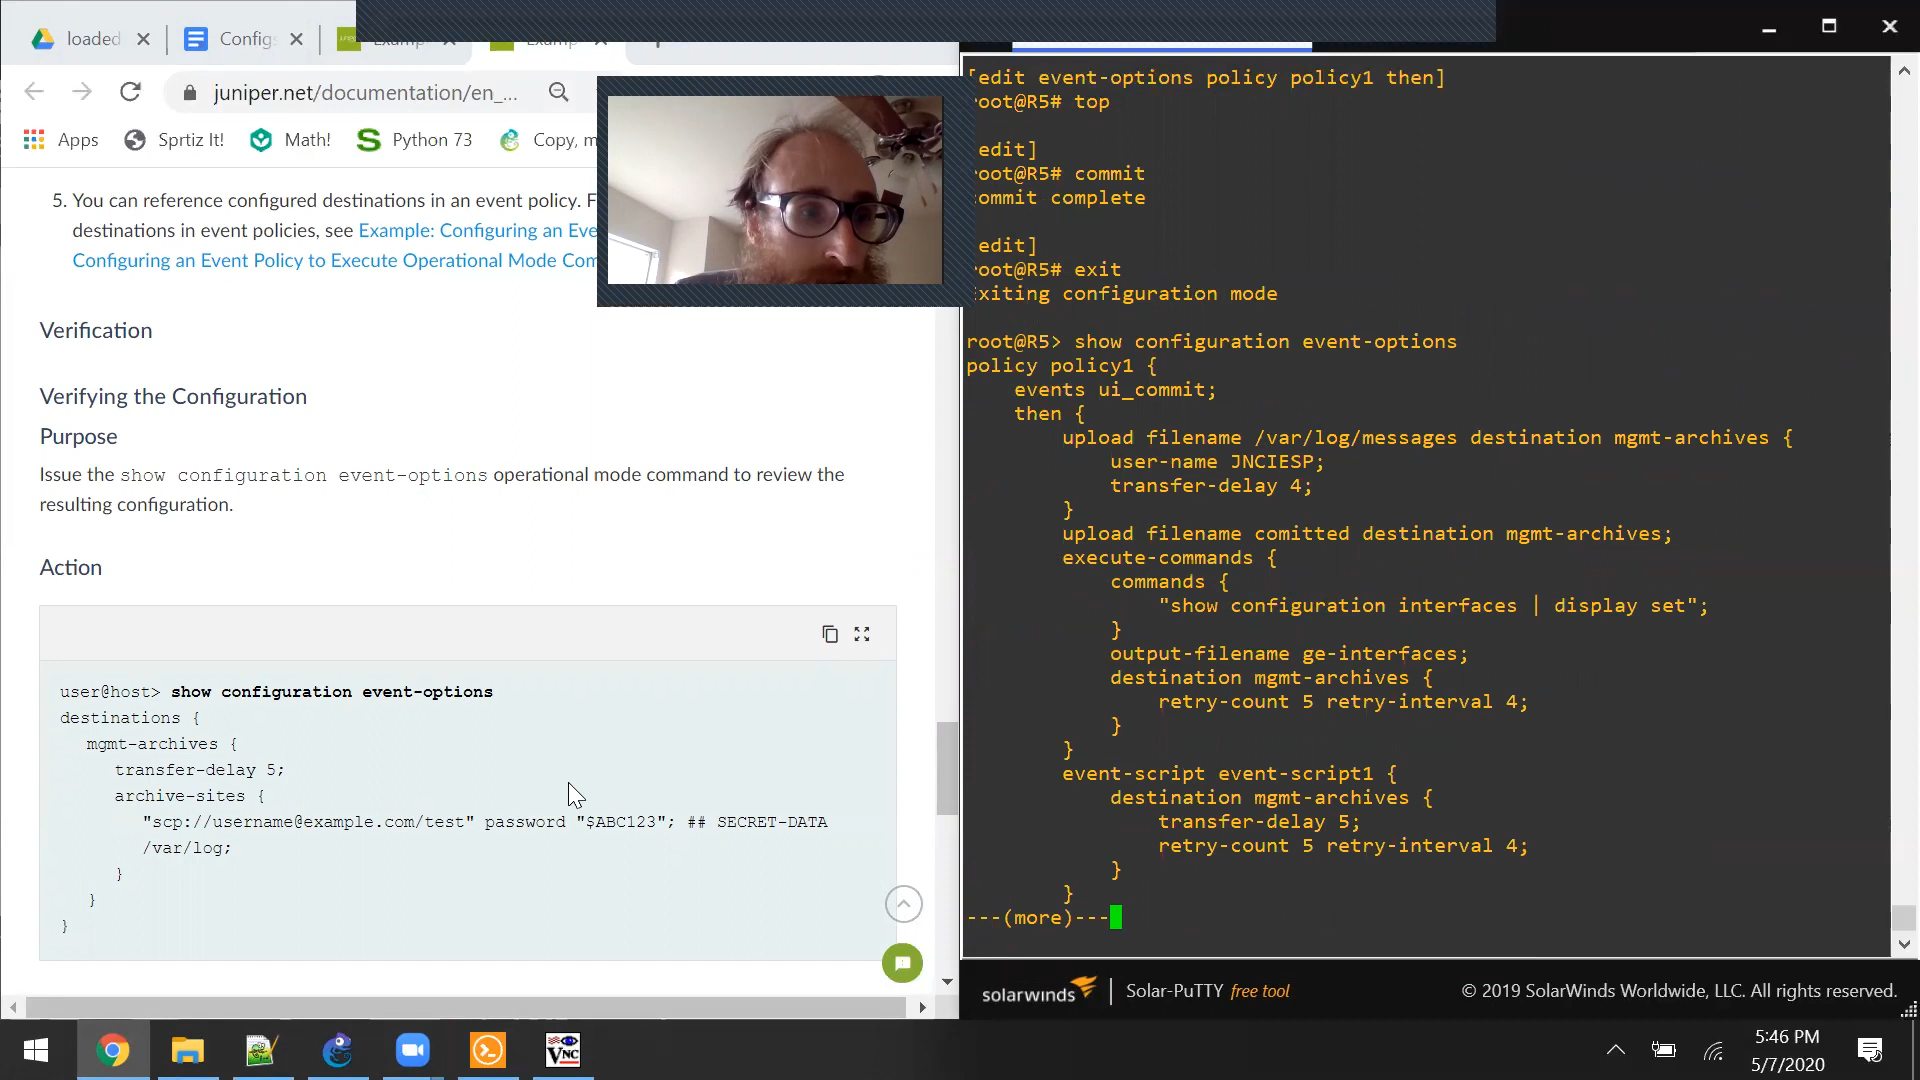 loaded
Config
Examp
Examp
juniper.net/documentation/en_...
Apps
Sprtiz It!
Math!
Python 73
Copy, m
5. You can reference configured destinations in an event policy. F
destinations in event policies, see Example: Configuring an Eve
Configuring an Event Policy to Execute Operational Mode Com
Verification
Verifying the Configuration
Purpose
Issue the show configuration event-options operational mode command to review the
resulting configuration.
Action
user@host> show configuration event-options
destinations {
mgmt-archives {
transfer-delay 5;
archive-sites {
"scp://username@example.com/test" password "$ABC123"; ## SECRET-DATA
/var/log;
}
}
}
[edit event-options policy policy1 then]
root@R5# top
edit]
root@R5# commit
commit complete
edit]
root@R5# exit
xiting configuration mode
root@R5> show configuration event-options
policy policy1 {
events ui_commit;
then {
upload filename /var/log/messages destination mgmt-archives {
user-name JNCIESP;
transfer-delay 4;
}
upload filename comitted destination mgmt-archives;
execute-commands {
commands {
"show configuration interfaces | display set";
}
output-filename ge-interfaces;
destination mgmt-archives {
retry-count 5 retry-interval 4;
}
}
event-script event-script1 {
destination mgmt-archives {
transfer-delay 5;
retry-count 5 retry-interval 4;
}
}
---(more)---
solarwinds
Solar-PuTTY free tool
© 2019 SolarWinds Worldwide, LLC. All rights reserved.
VNC
5:46 PM
5/7/2020